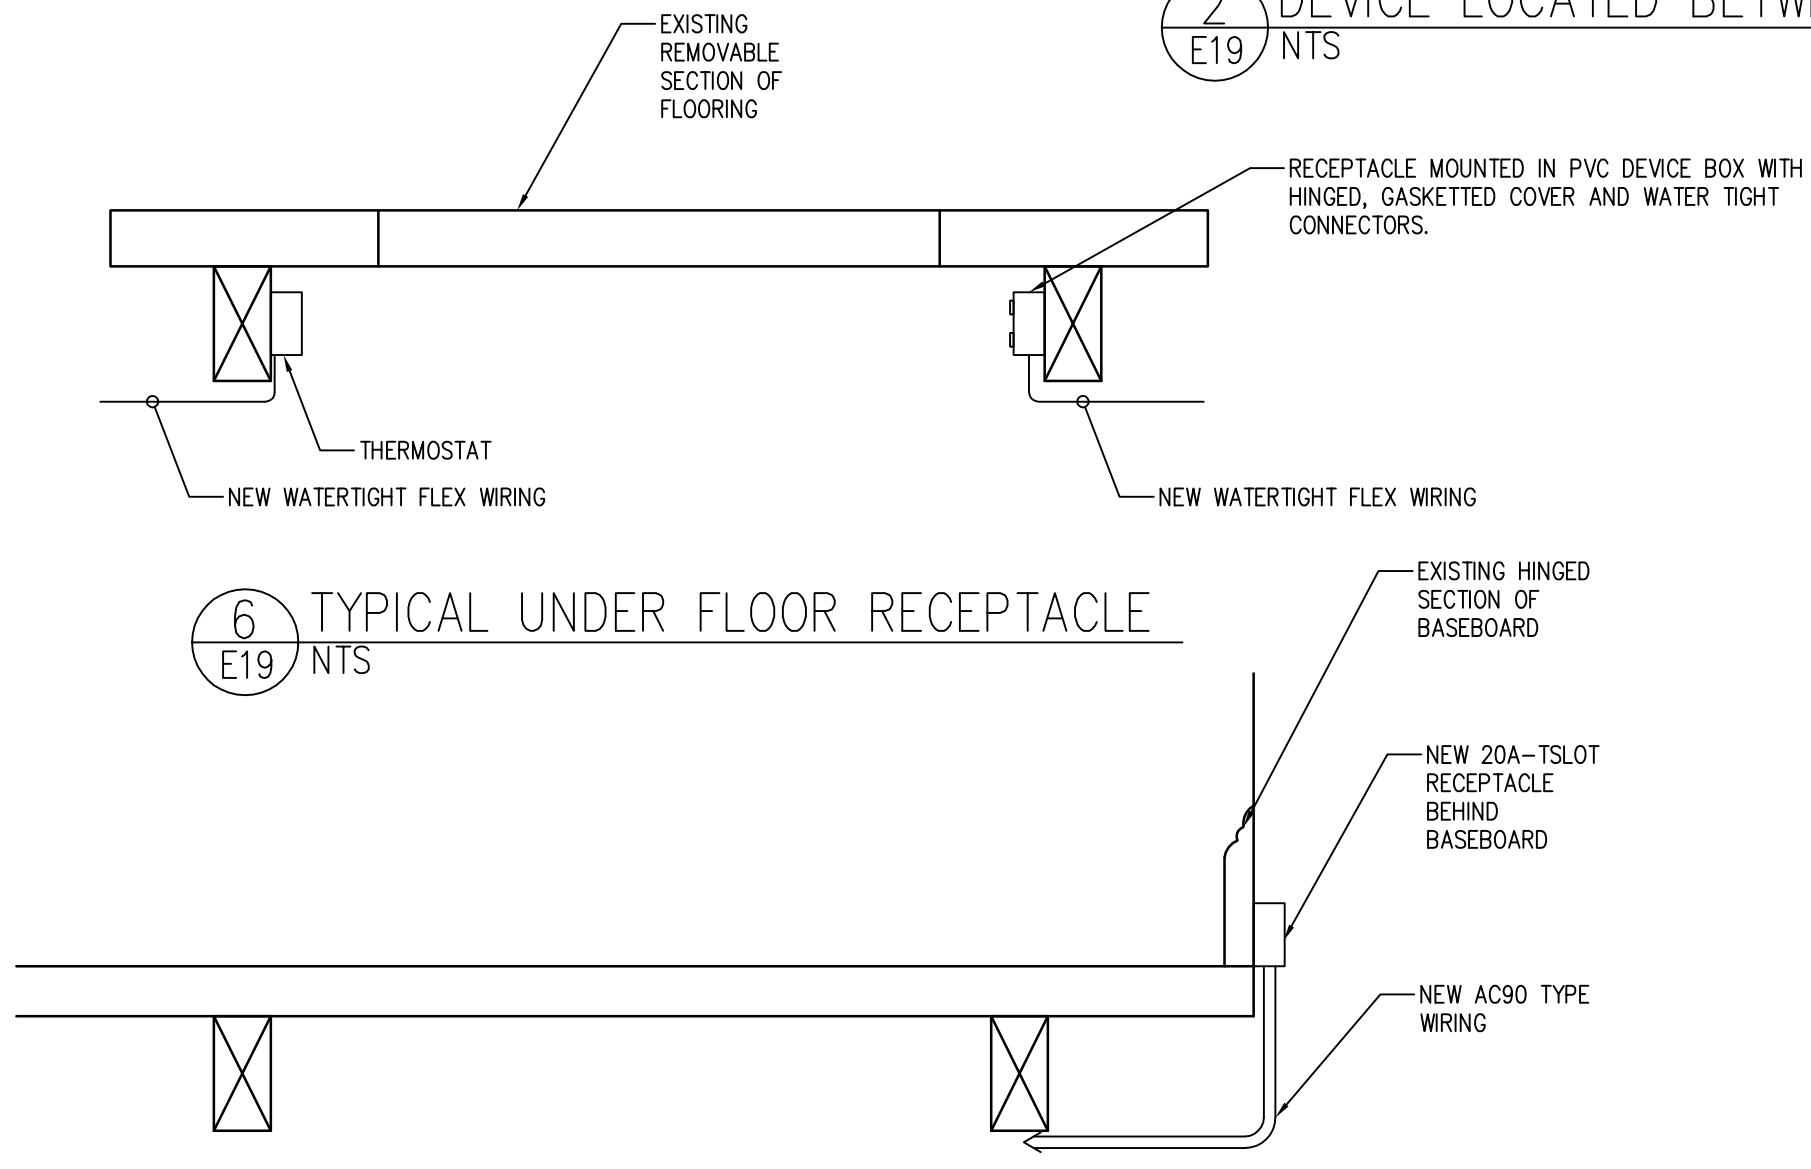 2
DEVICE LOCATED
E19
NTS
EXISTING
REMOVABLE
SECTION OF
FLOORING
RECEPTACLE MOUNTED IN PVC DEVICE BOX WITH
HINGED, GASKETTED COVER AND WATER TIGHT
CONNECTORS.
THERMOSTAT
NEW WATERTIGHT FLEX WIRING
NEW WATERTIGHT FLEX WIRING
6
TYPICAL UNDER FLOOR RECEPTACLE
E19
NTS
EXISTING HINGED
SECTION OF
BASEBOARD
NEW 20A-TSLOT
RECEPTACLE
BEHIND
BASEBOARD
NEW AC90 TYPE
WIRING